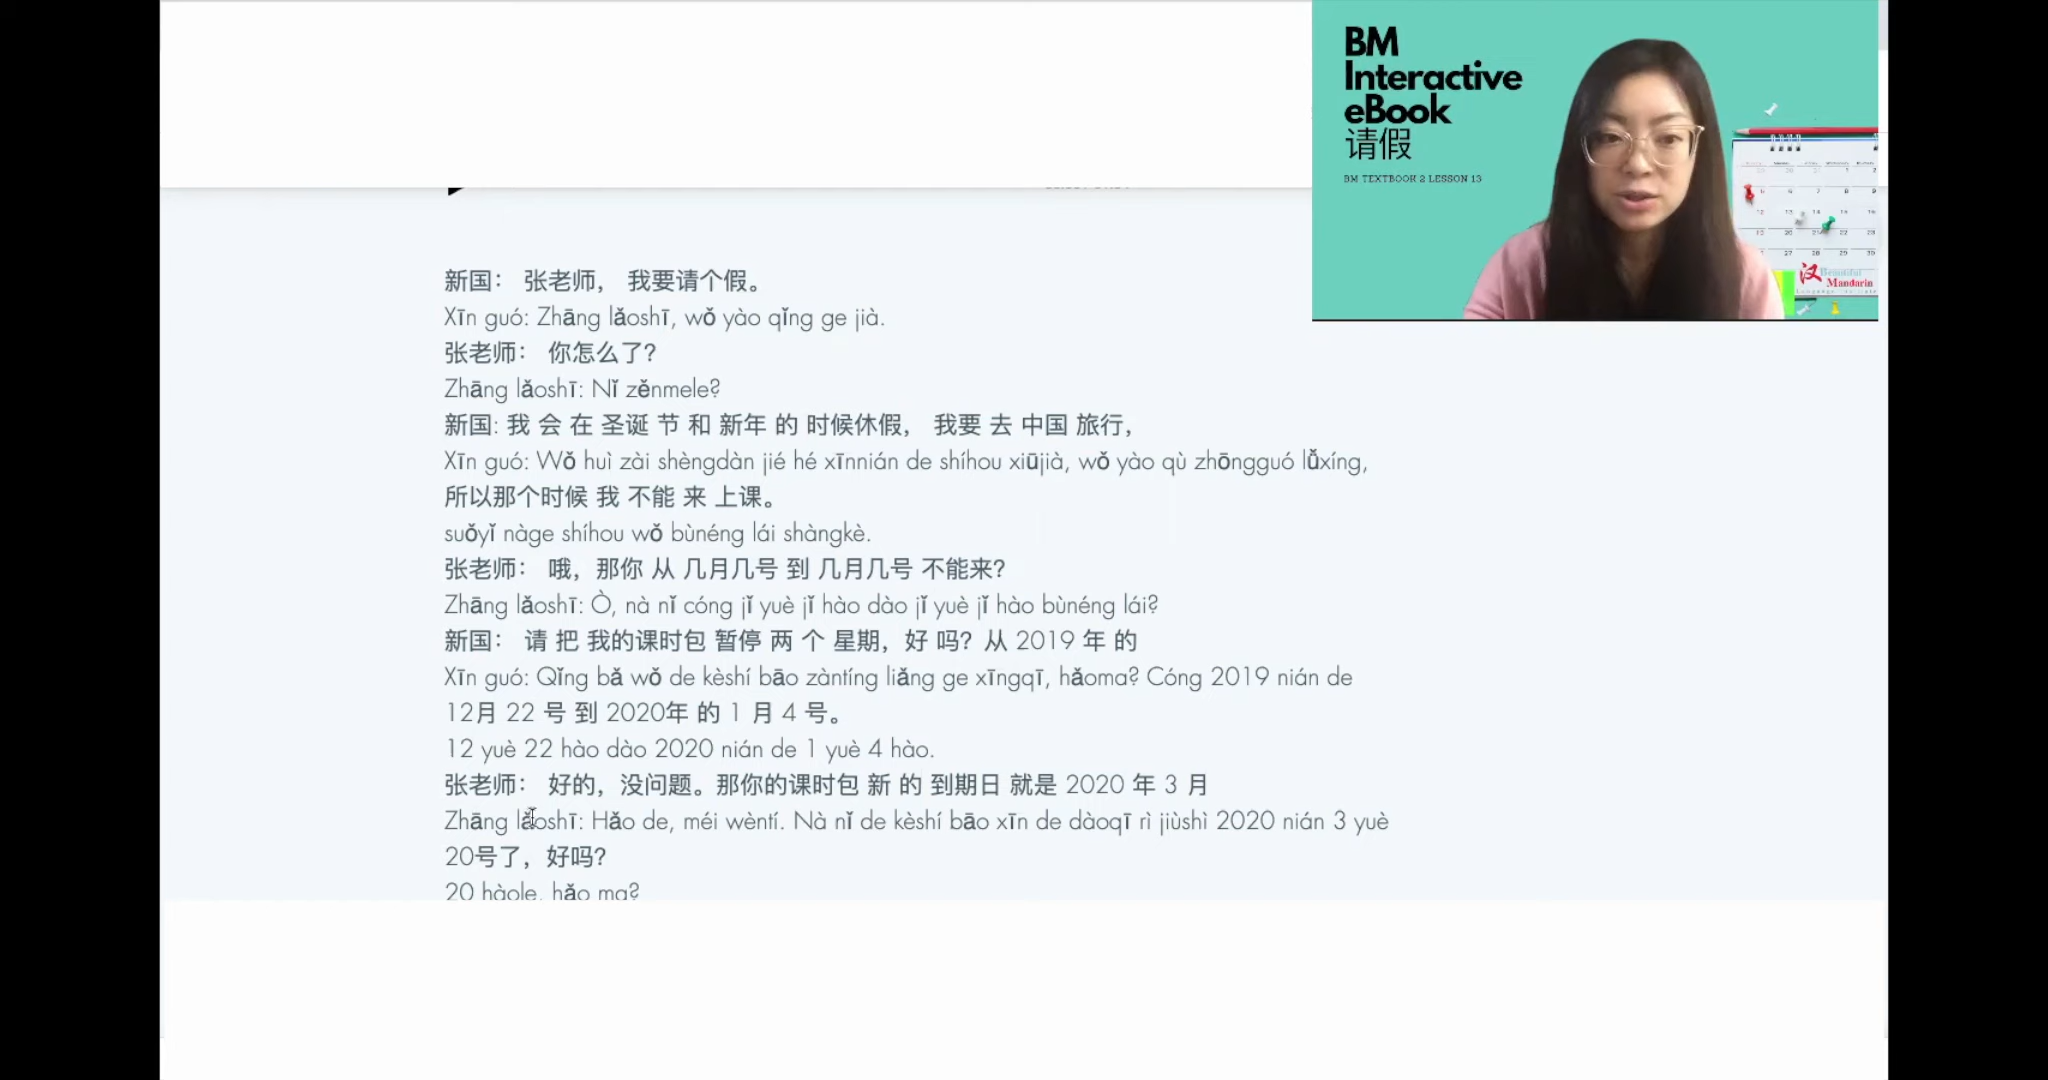 BM
Interactive
eBook
请假
BM TEXTBOOK 2 LESSON 13
汉 Beautiful
Mandarin
新国： 张老师， 我要请个假。
Xīn guó: Zhāng lǎoshī, wǒ yào qǐng ge jià.
张老师： 你怎么了?
Zhāng lǎoshī: Nǐ zěnmele?
新国: 我 会 在 圣诞 节 和 新年 的 时候休假， 我要 去 中国 旅行，
Xīn guó: Wǒ huì zài shèngdàn jié hé xīnnián de shíhou xiūjià, wǒ yào qù zhōngguó lǚxíng,
所以那个时候 我 不能 来 上课。
suǒyǐ nàge shíhou wǒ bùnéng lái shàngkè.
张老师： 哦，那你 从 几月几号 到 几月几号 不能来?
Zhāng lǎoshī: Ò, nà nǐ cóng jǐ yuè jǐ hào dào jǐ yuè jǐ hào bùnéng lái?
新国： 请 把 我的课时包 暂停 两 个 星期，好 吗? 从 2019 年 的
Xīn guó: Qǐng bǎ wǒ de kèshí bāo zàntíng liǎng ge xīngqī, hǎoma? Cóng 2019 nián de
12月 22 号 到 2020年 的 1 月 4 号。
12 yuè 22 hào dào 2020 nián de 1 yuè 4 hào.
张老师： 好的，没问题。那你的课时包 新 的 到期日 就是 2020 年 3 月
Zhāng lǎoshī: Hǎo de, méi wèntí. Nà nǐ de kèshí bāo xīn de dàoqī rì jiùshì 2020 nián 3 yuè
20号了，好吗?
20 hàole, hǎo ma?